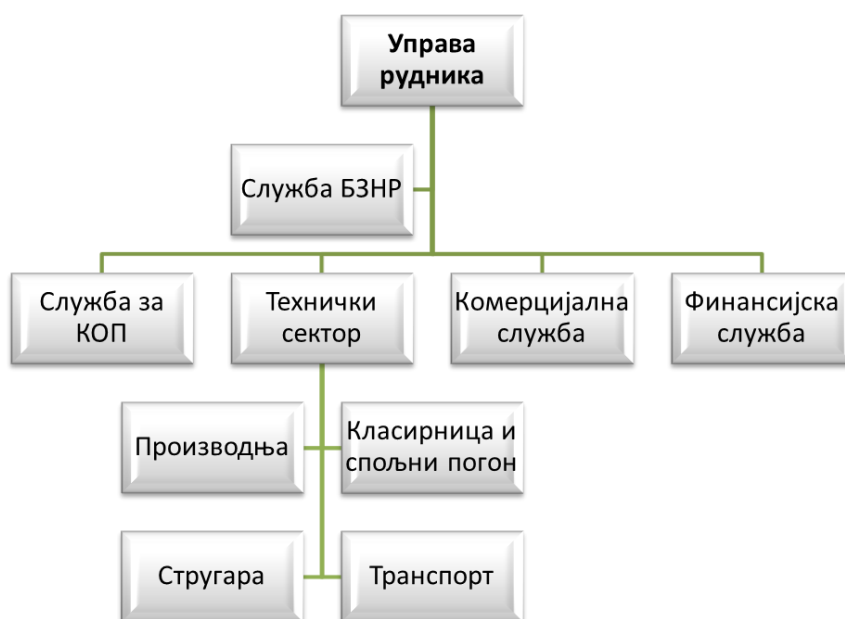 Управа
рудника
Служба БЗНР
Служба за
КОП
Технички
сектор
Комерцијална
служба
Финансијска
служба
Производња
Класирница и
спољни погон
Стругара
Транспорт